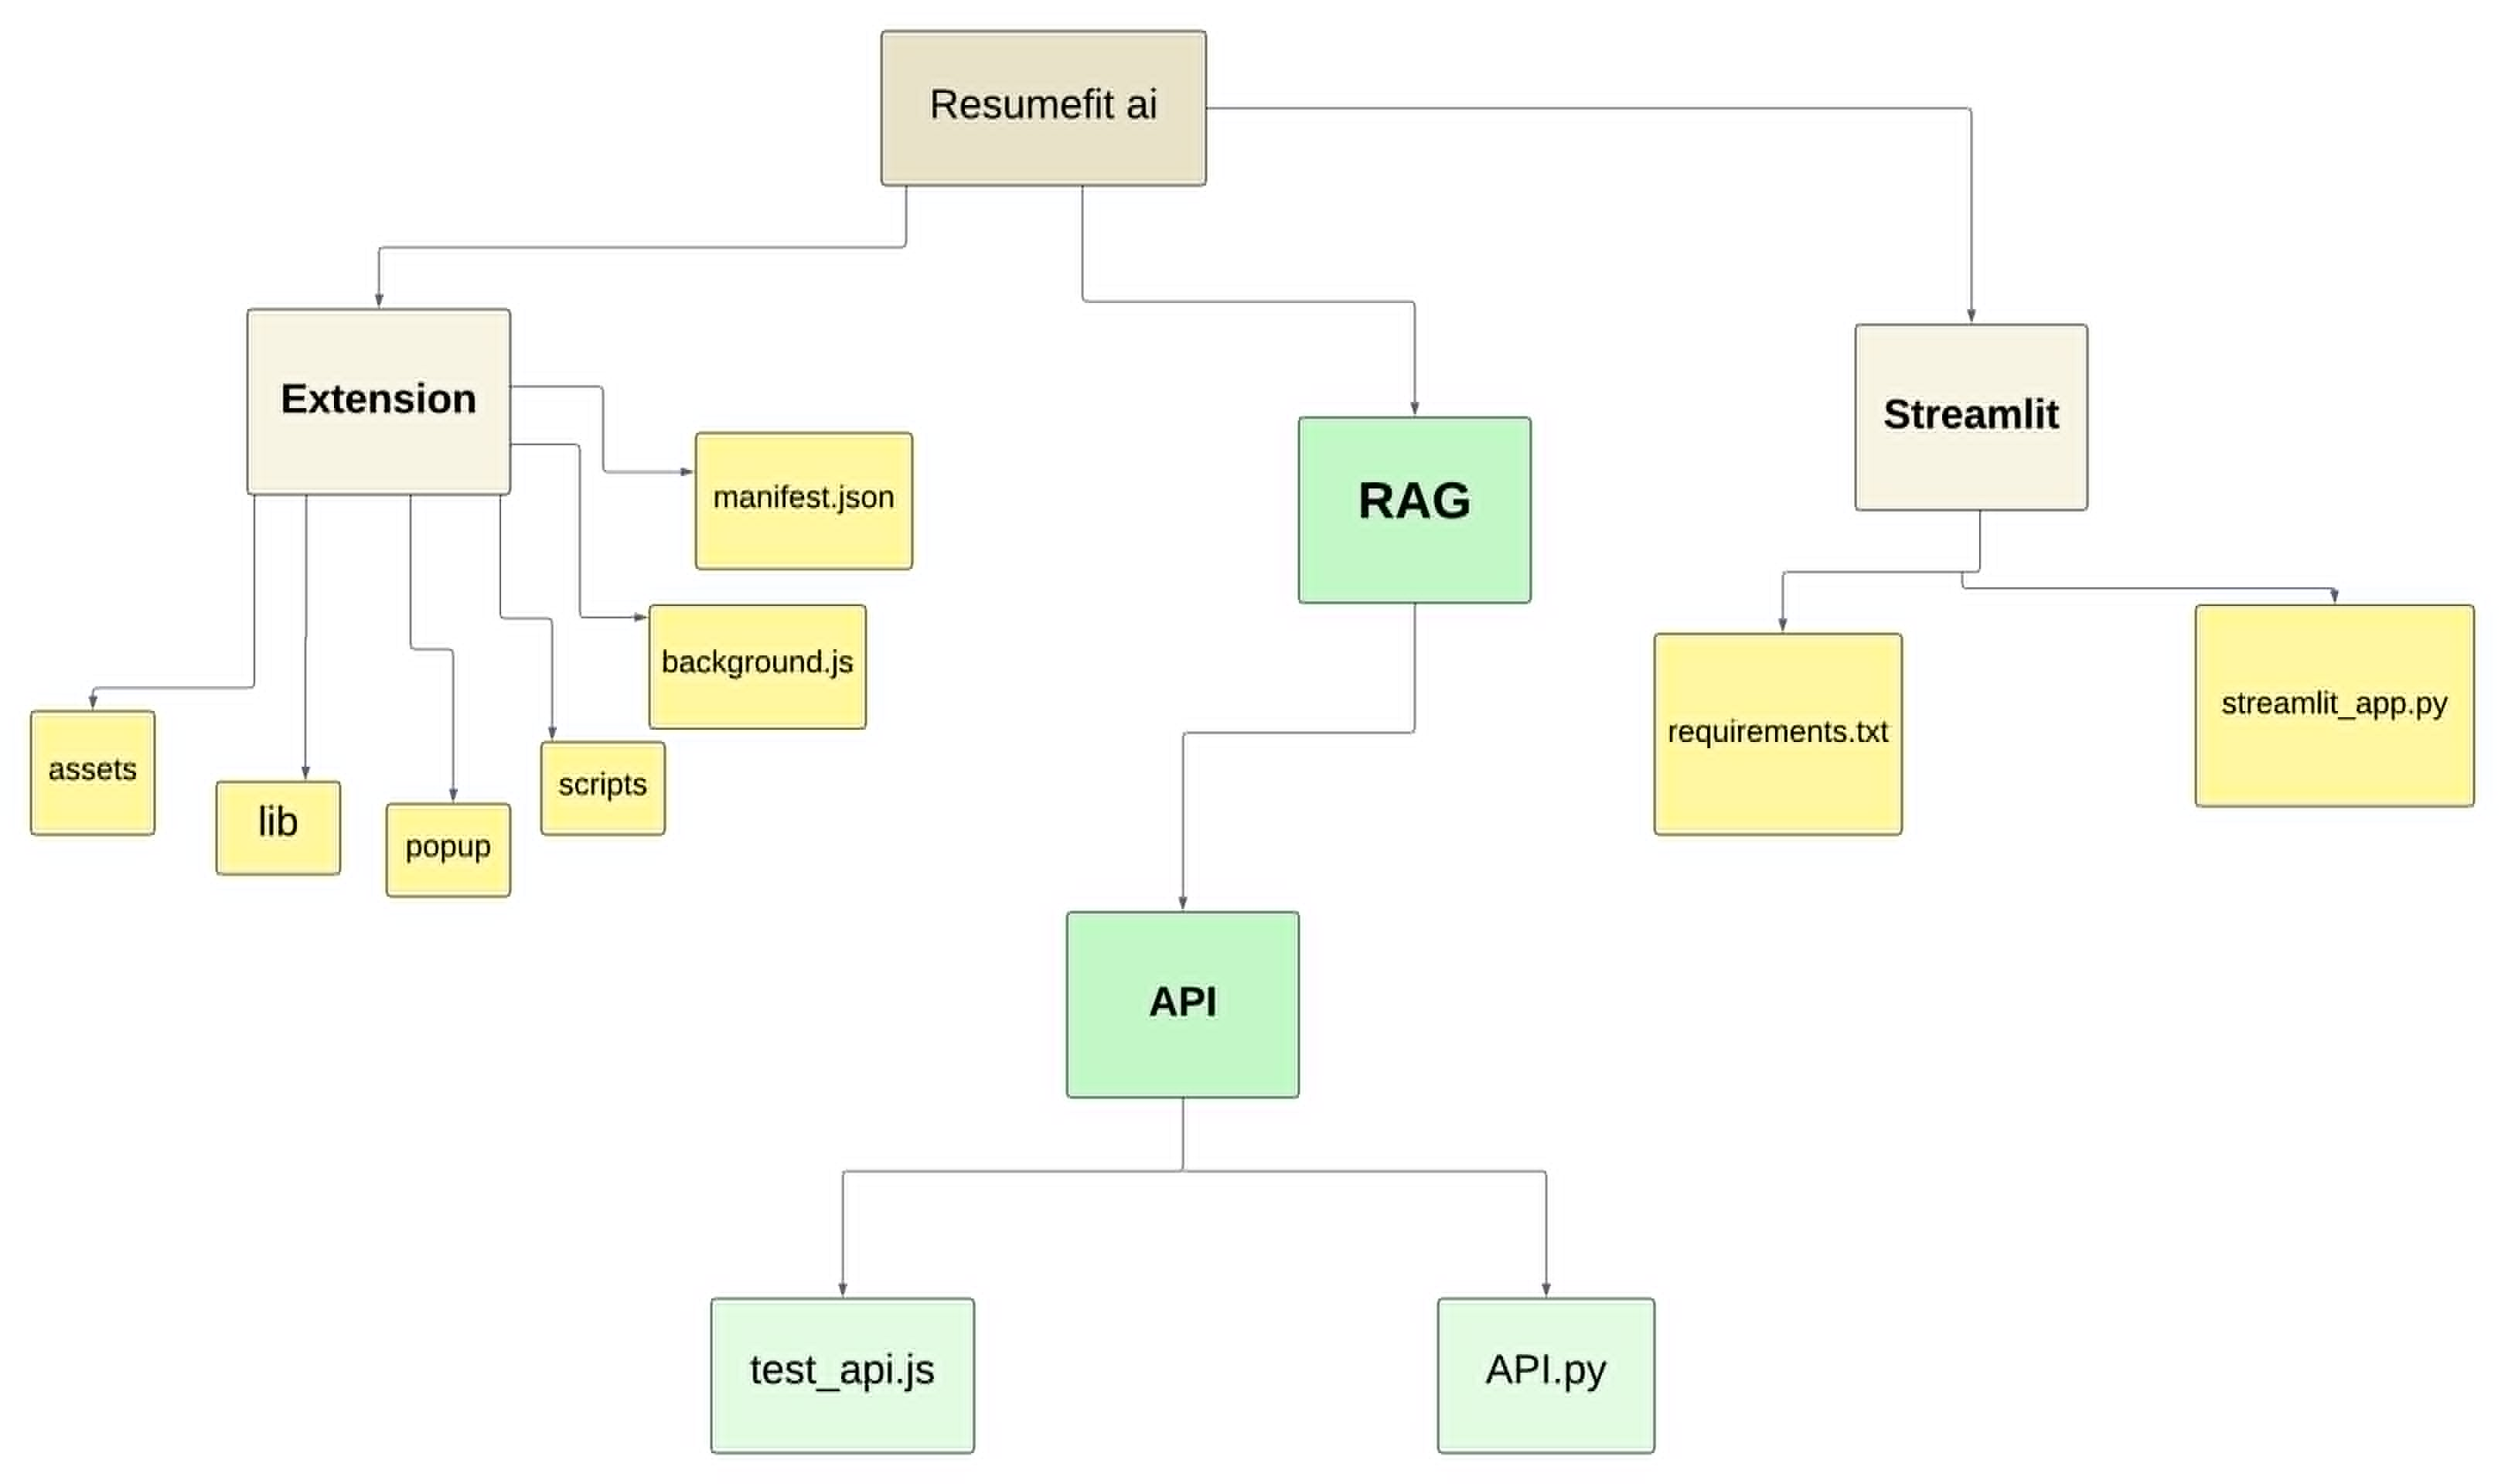 Resumefit ai
Extension
Streamlit
manifest.json
RAG
background.js
requirements.txt
streamlit_app.py
assets
lib
popup
scripts
API
test_api.js
API.py